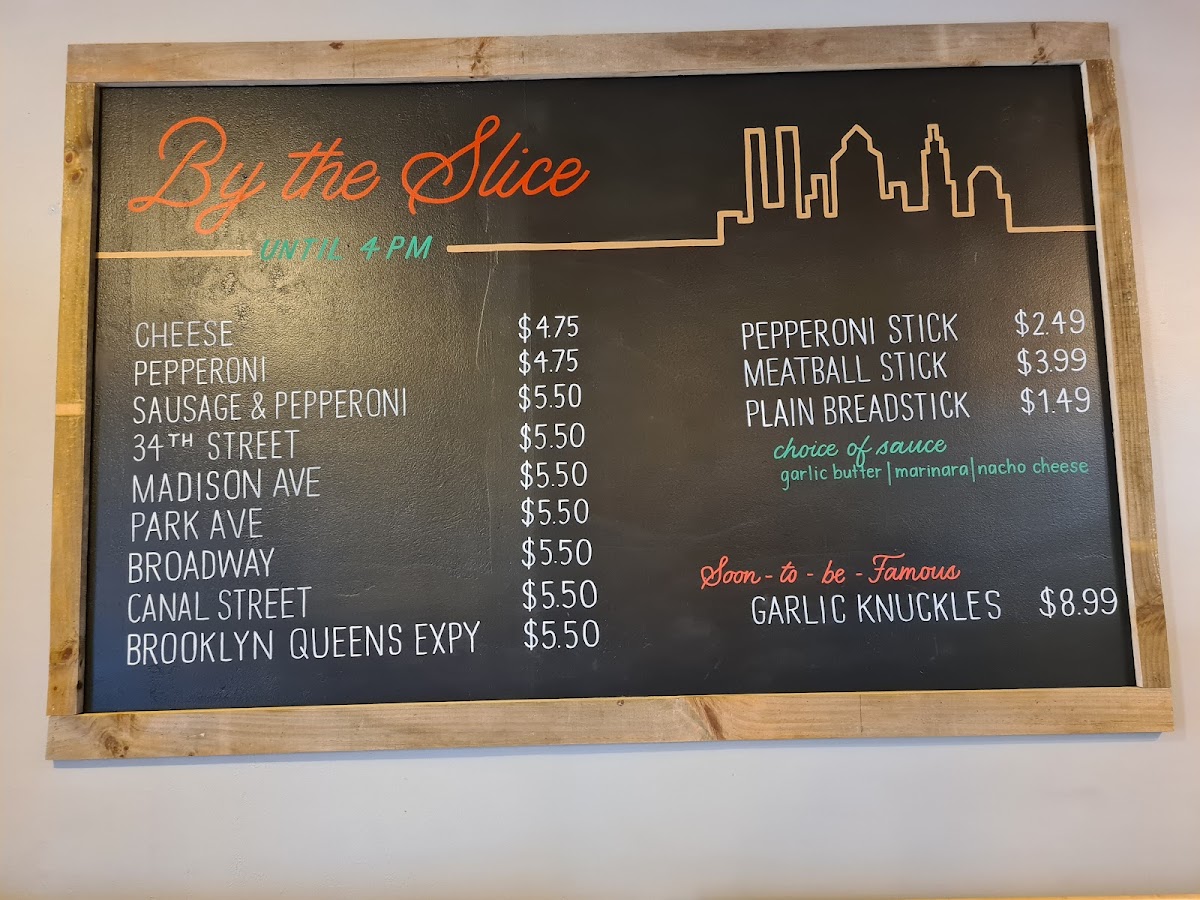 By the Slice
UNTIL 4 PM
CHEESE $4.75
PEPPERONI $4.75
SAUSAGE & PEPPERONI $5.50
34TH STREET $5.50
MADISON AVE $5.50
PARK AVE $5.50
BROADWAY $5.50
CANAL STREET $5.50
BROOKLYN QUEENS EXPY $5.50
PEPPERONI STICK $2.49
MEATBALL STICK $3.99
PLAIN BREADSTICK $1.49
choice of sauce
garlic butter | marinara | nacho cheese
Soon - to - be - Famous
GARLIC KNUCKLES $8.99